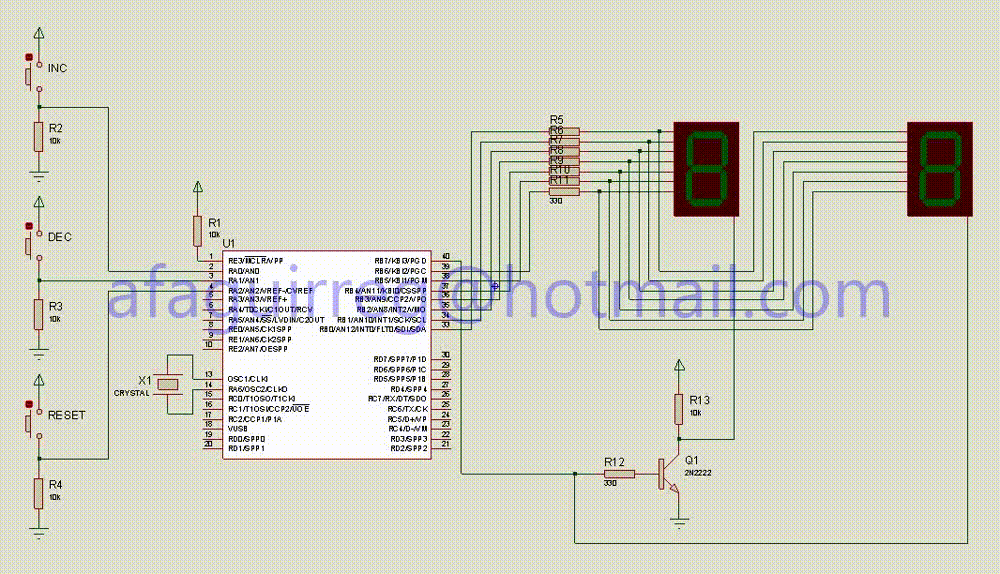 INC
R2
10k
DEC
R3
10k
RESET
R4
10k
R1
10k
U1
1 RE3/MCLR/VPP
2 RA0/AN0
3 RA1/AN1
4 RA2/AN2/VREF-/CVREF
5 RA3/AN3/VREF+
6 RA4/T0CKI/C1OUT/RCV
7 RA5/AN4/SS/LVDIN/C2OUT
8 RE0/AN5/CK1SPP
9 RE1/AN6/CK2SPP
10 RE2/AN7/OESPP
13 OSC1/CLKI
14 RA6/OSC2/CLKO
15 RC0/T1OSO/T1CKI
16 RC1/T1OSI/CCP2/UOE
17 RC2/CCP1/P1A
18 VUSB
19 RD0/SPP0
20 RD1/SPP1
RB7/KBI3/PGD 40
RB6/KBI2/PGC 39
RB5/KBI1/PGM 38
RB4/AN11/KBI0/CSSPP 37
RB3/AN9/CCP2/VPO 36
RB2/AN8/INT2/VMO 35
RB1/AN10/INT1/SCK/SCL 34
RB0/AN12/INT0/FLT0/SDI/SDA 33
RD7/SPP7/P1D 30
RD6/SPP6/P1C 29
RD5/SPP5/P1B 28
RD4/SPP4 27
RC7/RX/DT/SDO 26
RC6/TX/CK 25
RC5/D+/VP 24
RC4/D-/VM 23
RD3/SPP3 22
RD2/SPP2 21
X1
CRYSTAL
R5
R6
R7
R8
R9
R10
R11
330
R13
10k
R12
330
Q1
2N2222
afaguirrog@hotmail.com